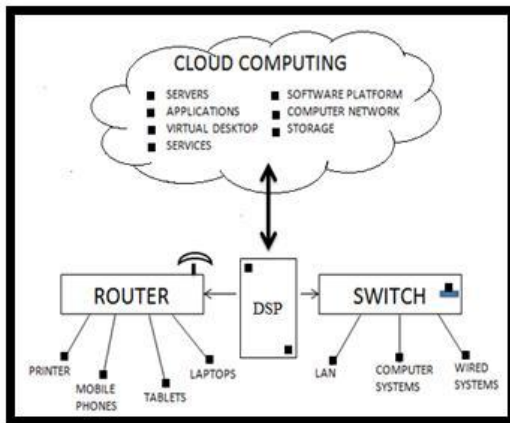 CLOUD COMPUTING
SERVERS
APPLICATIONS
VIRTUAL DESKTOP
SERVICES
SOFTWARE PLATFORM
COMPUTER NETWORK
STORAGE
ROUTER
DSP
SWITCH
PRINTER
MOBILE
PHONES
TABLETS
LAPTOPS
LAN
COMPUTER
SYSTEMS
WIRED
SYSTEMS